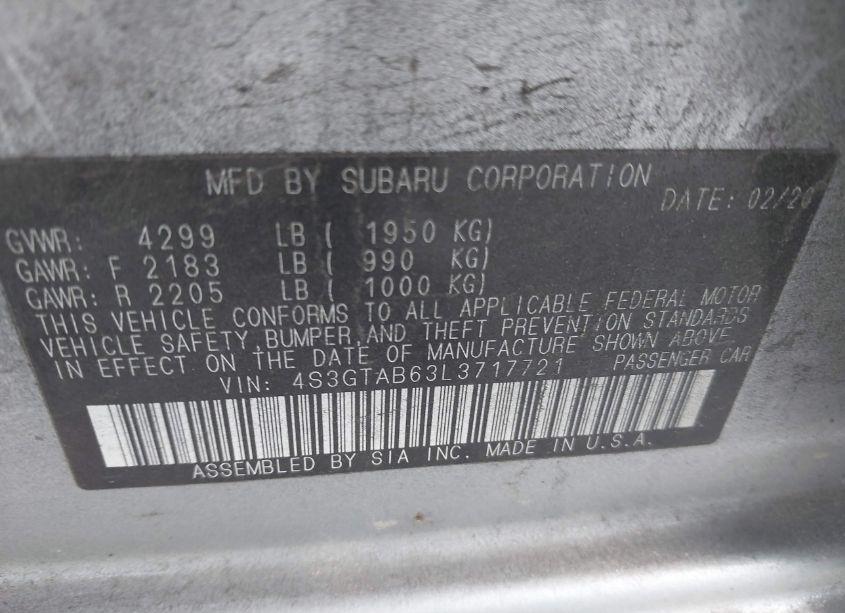 MFD BY SUBARU CORPORATION
DATE: 02/20
GVWR: 4299 LB ( 1950 KG)
GAWR: F 2183 LB ( 990 KG)
GAWR: R 2205 LB ( 1000 KG)
THIS VEHICLE CONFORMS TO ALL APPLICABLE FEDERAL MOTOR
VEHICLE SAFETY, BUMPER, AND THEFT PREVENTION STANDARDS
IN EFFECT ON THE DATE OF MANUFACTURE SHOWN ABOVE
VIN: 4S3GTAB63L3717721 PASSENGER CAR
ASSEMBLED BY SIA INC. MADE IN U.S.A.